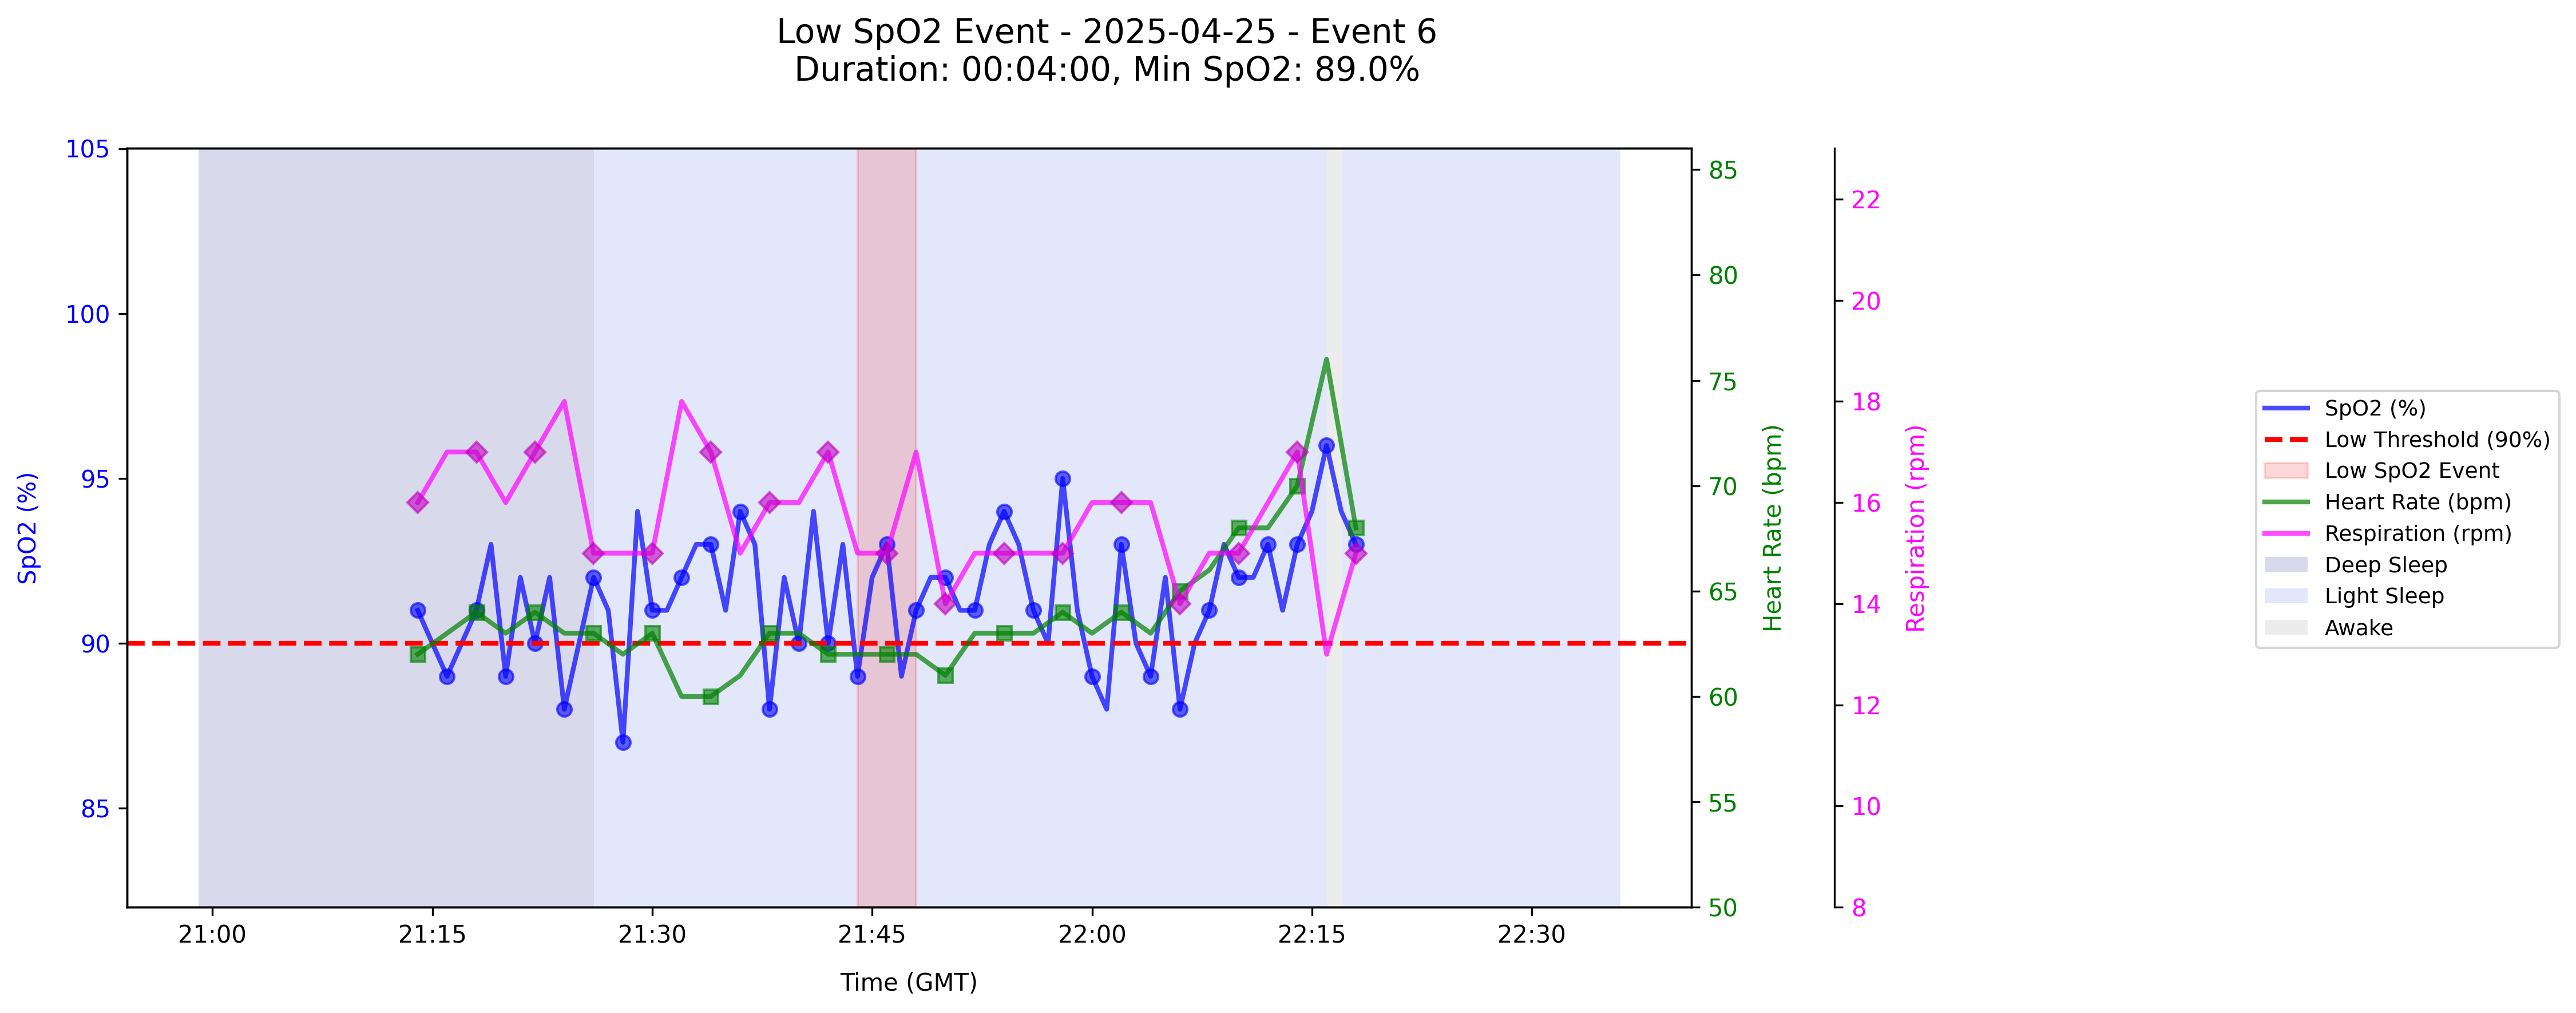 Low SpO2 Event - 2025-04-25 - Event 6
Duration: 00:04:00, Min SpO2: 89.0%
105
100
95
90
85
SpO2 (%)
85
80
75
70
65
60
55
50
Heart Rate (bpm)
22
20
18
16
14
12
10
8
Respiration (rpm)
SpO2 (%)
Low Threshold (90%)
Low SpO2 Event
Heart Rate (bpm)
Respiration (rpm)
Deep Sleep
Light Sleep
Awake
21:00 21:15 21:30 21:45 22:00 22:15 22:30
Time (GMT)